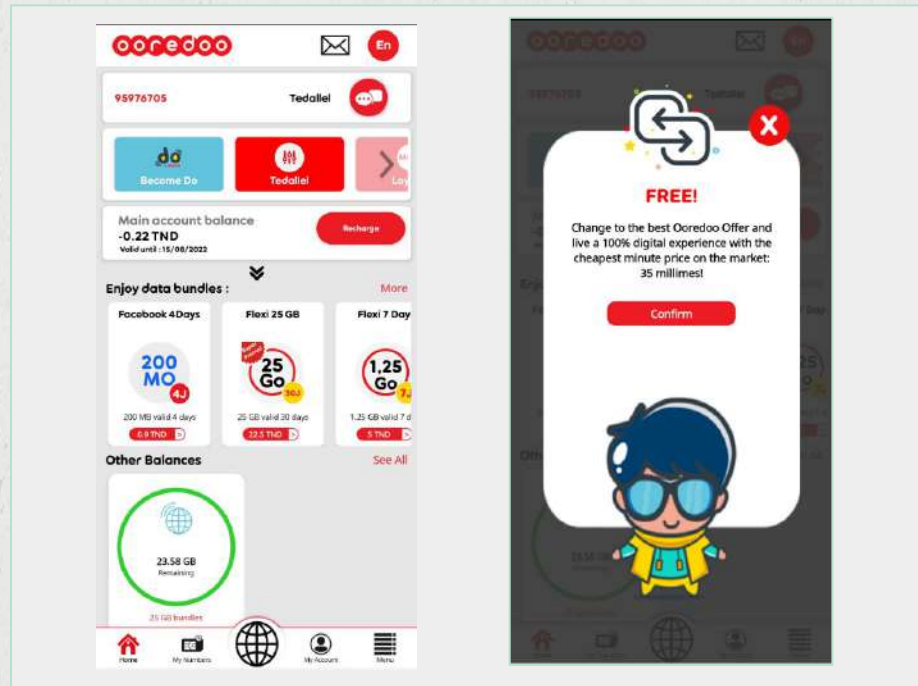 ooredoo
En
95976705
Tedallel
do
Become Do
Tedallel
Main account balance
-0.22 TND
Valid until :15/08/2022
Recharge
Enjoy data bundles :
More
Facebook 4Days
Flexi 25 GB
Flexi 7 Day
200
MO
4J
25
Go
30J
1,25
Go
7J
200 MB valid 4 days
25 GB valid 30 days
1.25 GB valid 7 d
0.9 TND
22.5 TND
5 TND
Other Balances
See All
23.58 GB
Remaining
25 GB bundles
Home
My Numbers
My Account
Menu
ooredoo
En
X
FREE!
Change to the best Ooredoo Offer and
live a 100% digital experience with the
cheapest minute price on the market:
35 millimes!
Confirm